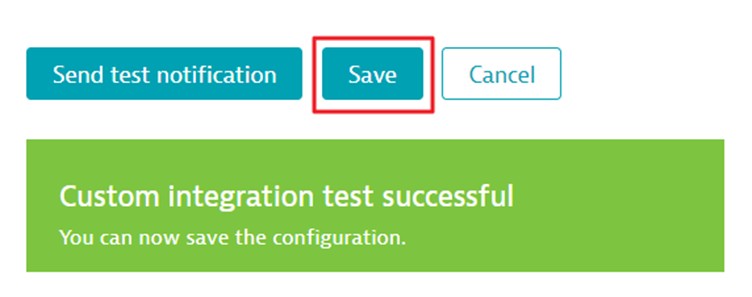 Send test notification Save Cancel
Custom integration test successful
You can now save the configuration.